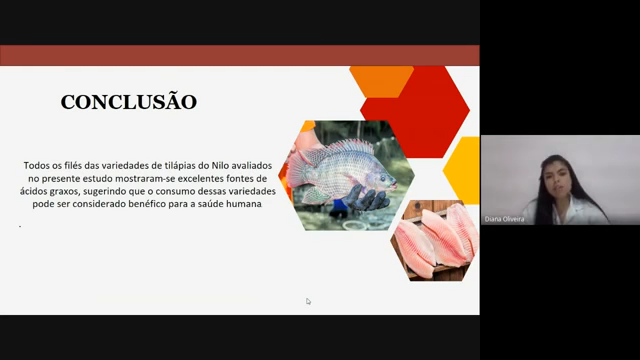 CONCLUSÃO
Todos os filés das variedades de tilápias do Nilo avaliados
no presente estudo mostraram-se excelentes fontes de
ácidos graxos, sugerindo que o consumo dessas variedades
pode ser considerado benéfico para a saúde humana
.
Diana Oliveira